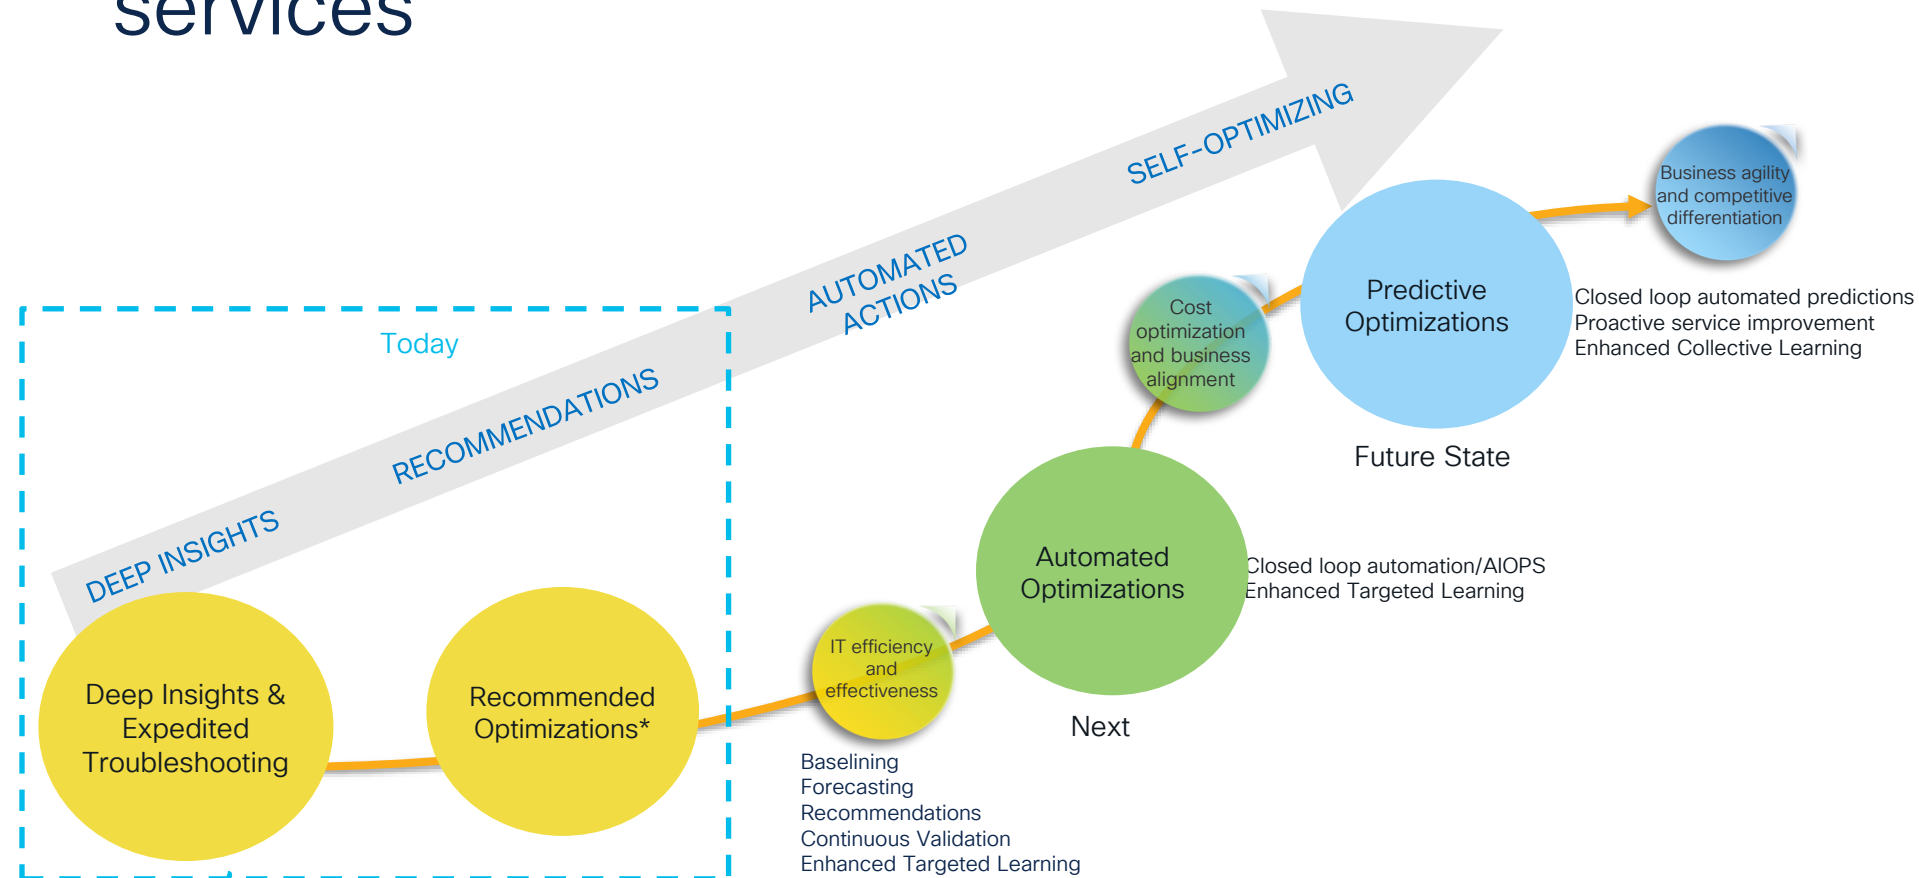 services
SELF-OPTIMIZING
AUTOMATED
ACTIONS
RECOMMENDATIONS
DEEP INSIGHTS
Today
Deep Insights &
Expedited
Troubleshooting
Recommended
Optimizations*
IT efficiency
and
effectiveness
Baselining
Forecasting
Recommendations
Continuous Validation
Enhanced Targeted Learning
Automated
Optimizations
Next
Closed loop automation/AIOPS
Enhanced Targeted Learning
Cost
optimization
and business
alignment
Predictive
Optimizations
Future State
Closed loop automated predictions
Proactive service improvement
Enhanced Collective Learning
Business agility
and competitive
differentiation